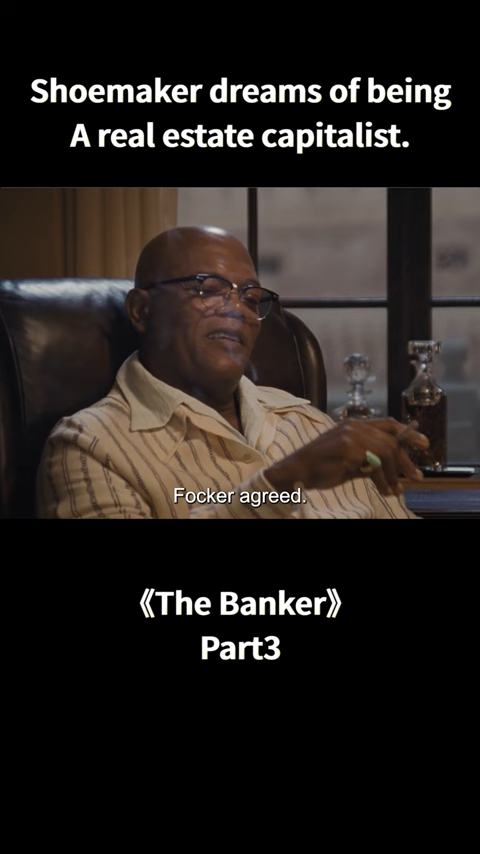 Shoemaker dreams of being
A real estate capitalist.
Focker agreed.
《The Banker》
Part3